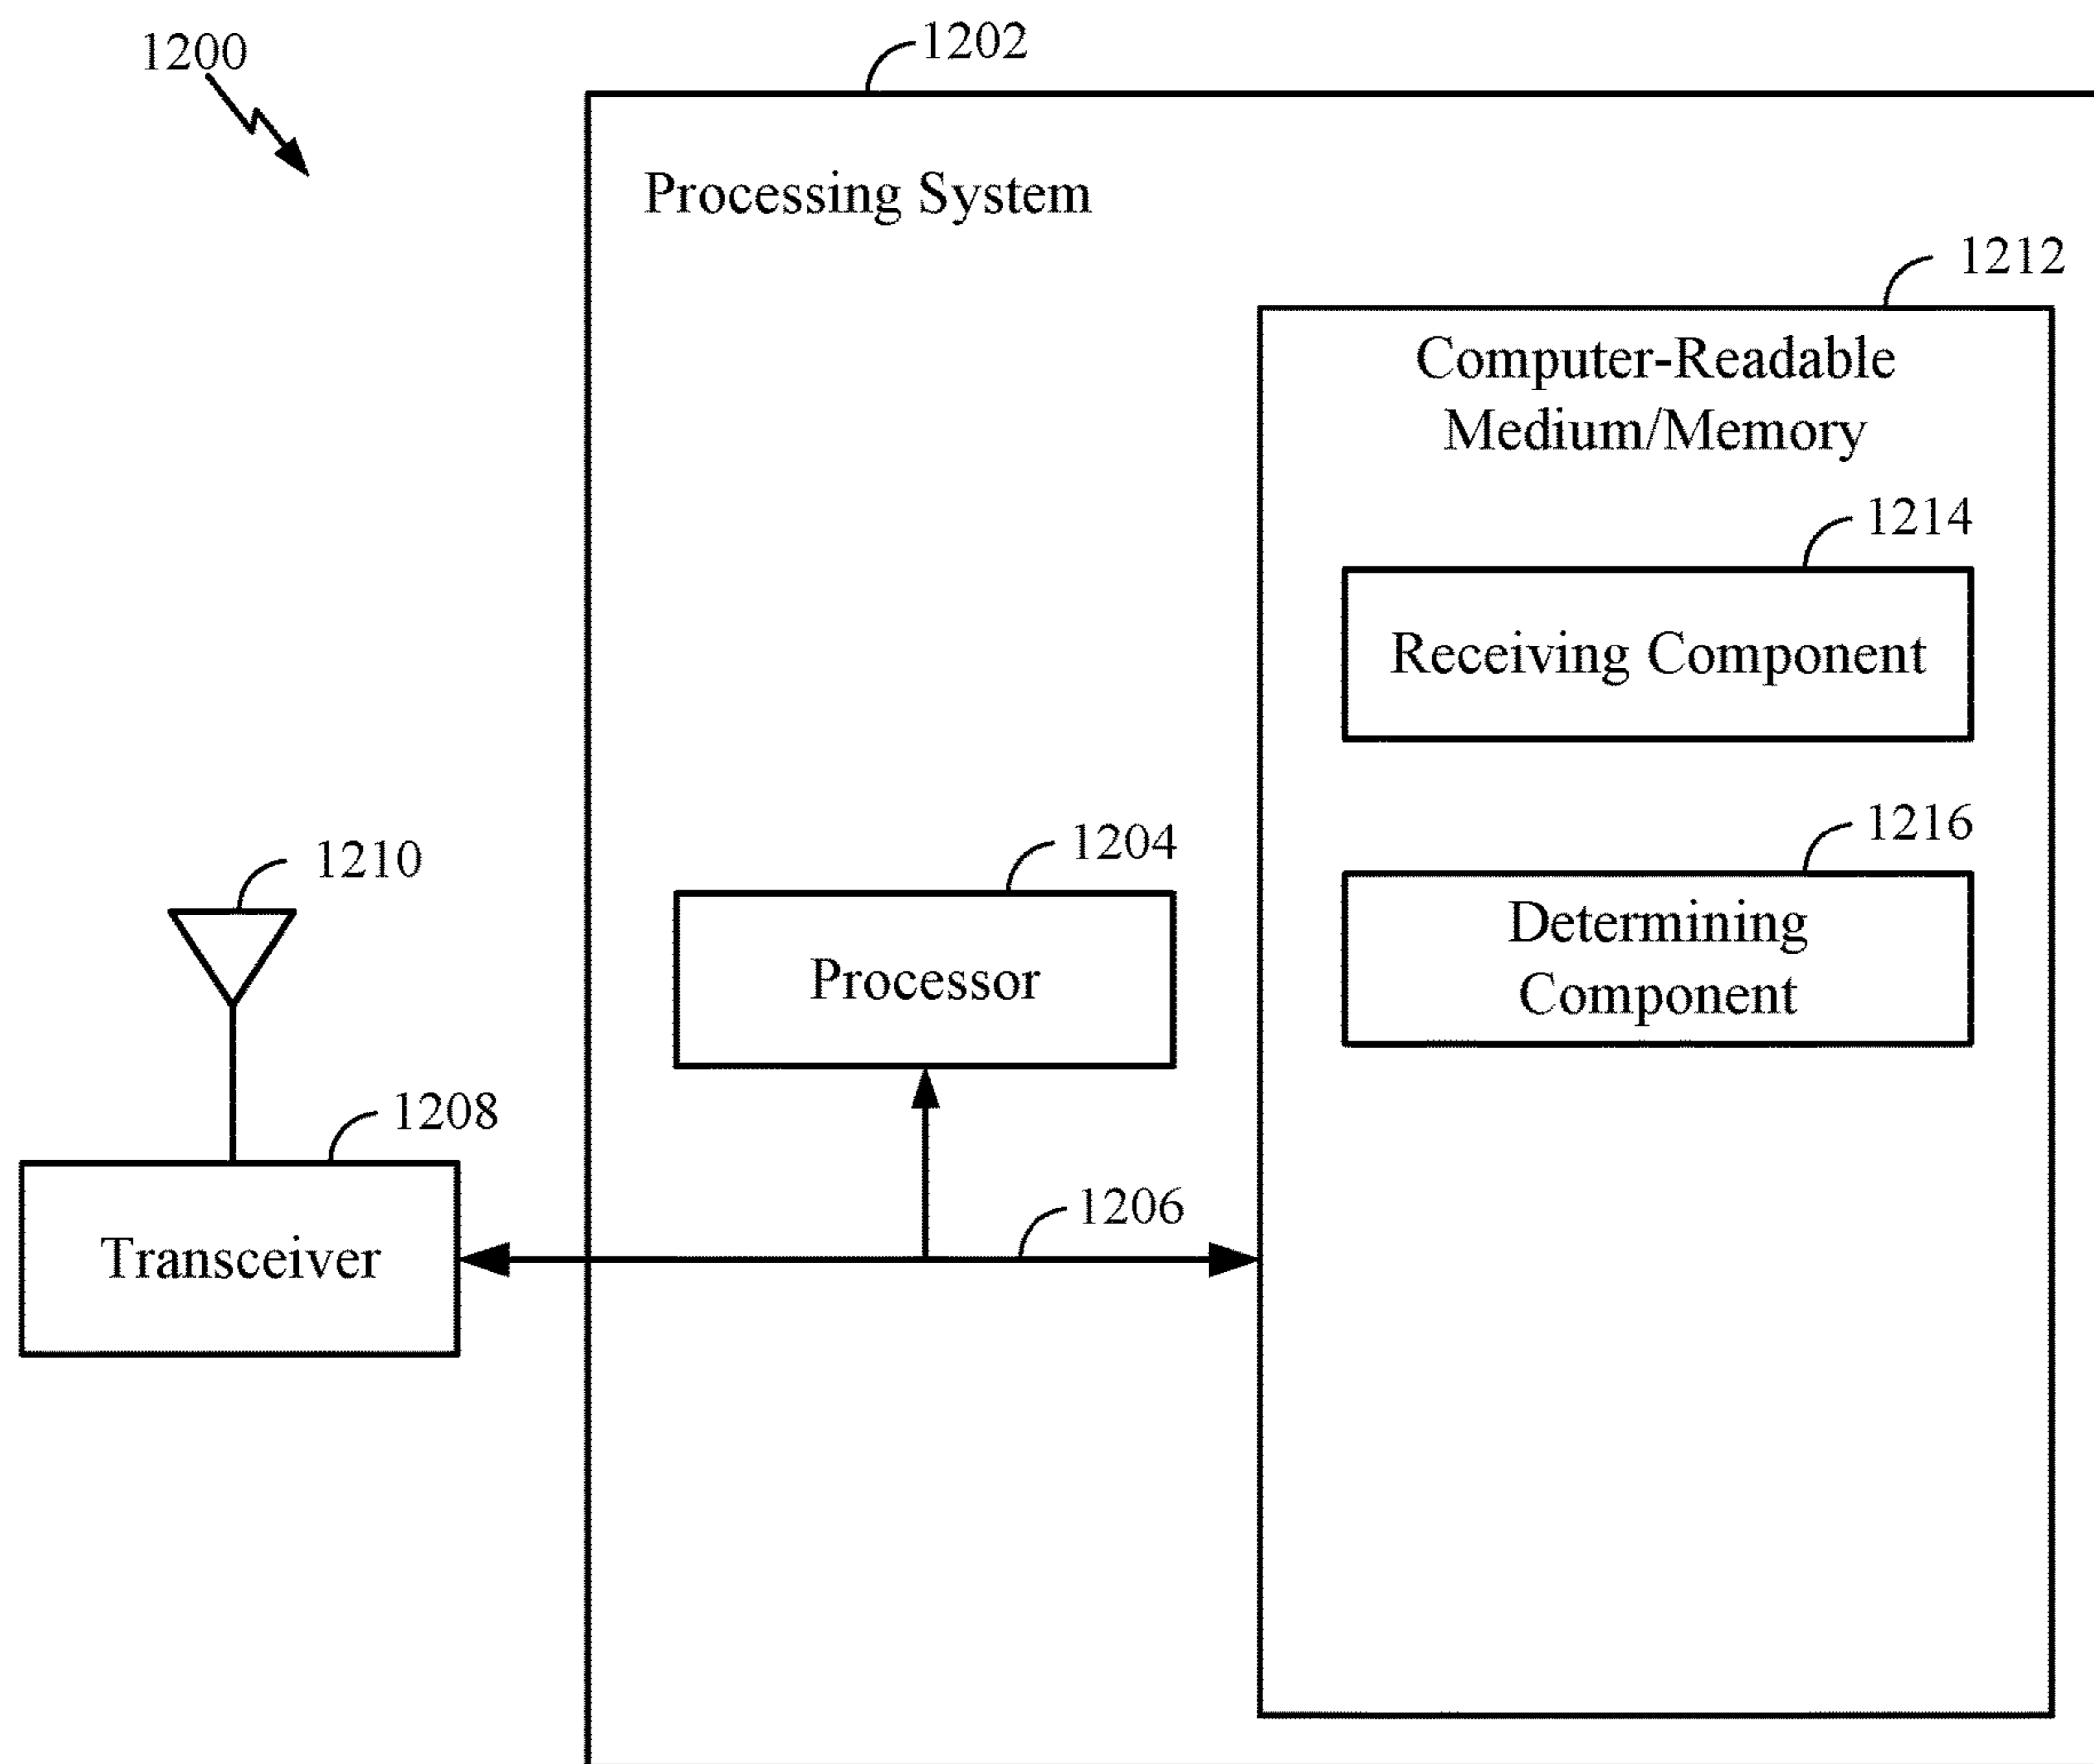 1200
1202
Processing System
1212
Computer-Readable
Medium/Memory
1214
Receiving Component
1216
Determining
Component
1204
Processor
1210
1208
Transceiver
1206